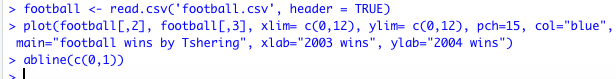 > football <- read.csv('football.csv', header = TRUE)
> plot(football[,2], football[,3], xlim= c(0,12), ylim= c(0,12), pch=15, col="blue",
main="football wins by Tshering", xlab="2003 wins", ylab="2004 wins")
> abline(c(0,1))
>